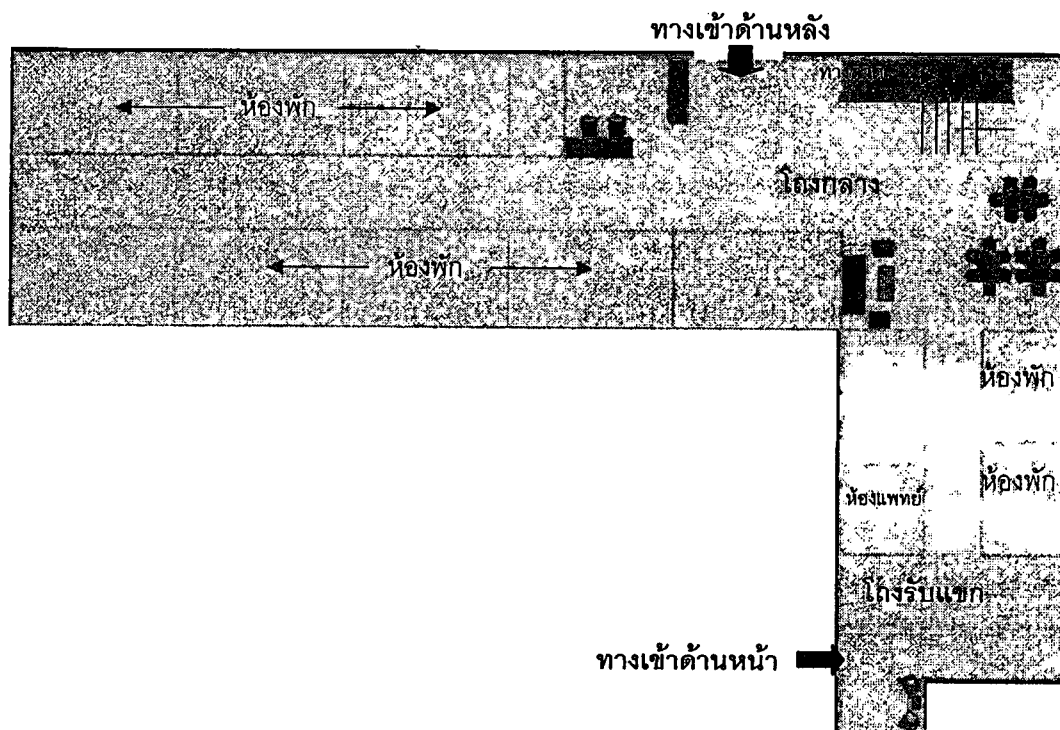 ทางเข้าด้านหลัง
ห้องพัก
โถงกลาง
ห้องพัก
ห้องพัก
ห้องพัก
ห้องแพทย์
โถงรับแขก
ทางเข้าด้านหน้า